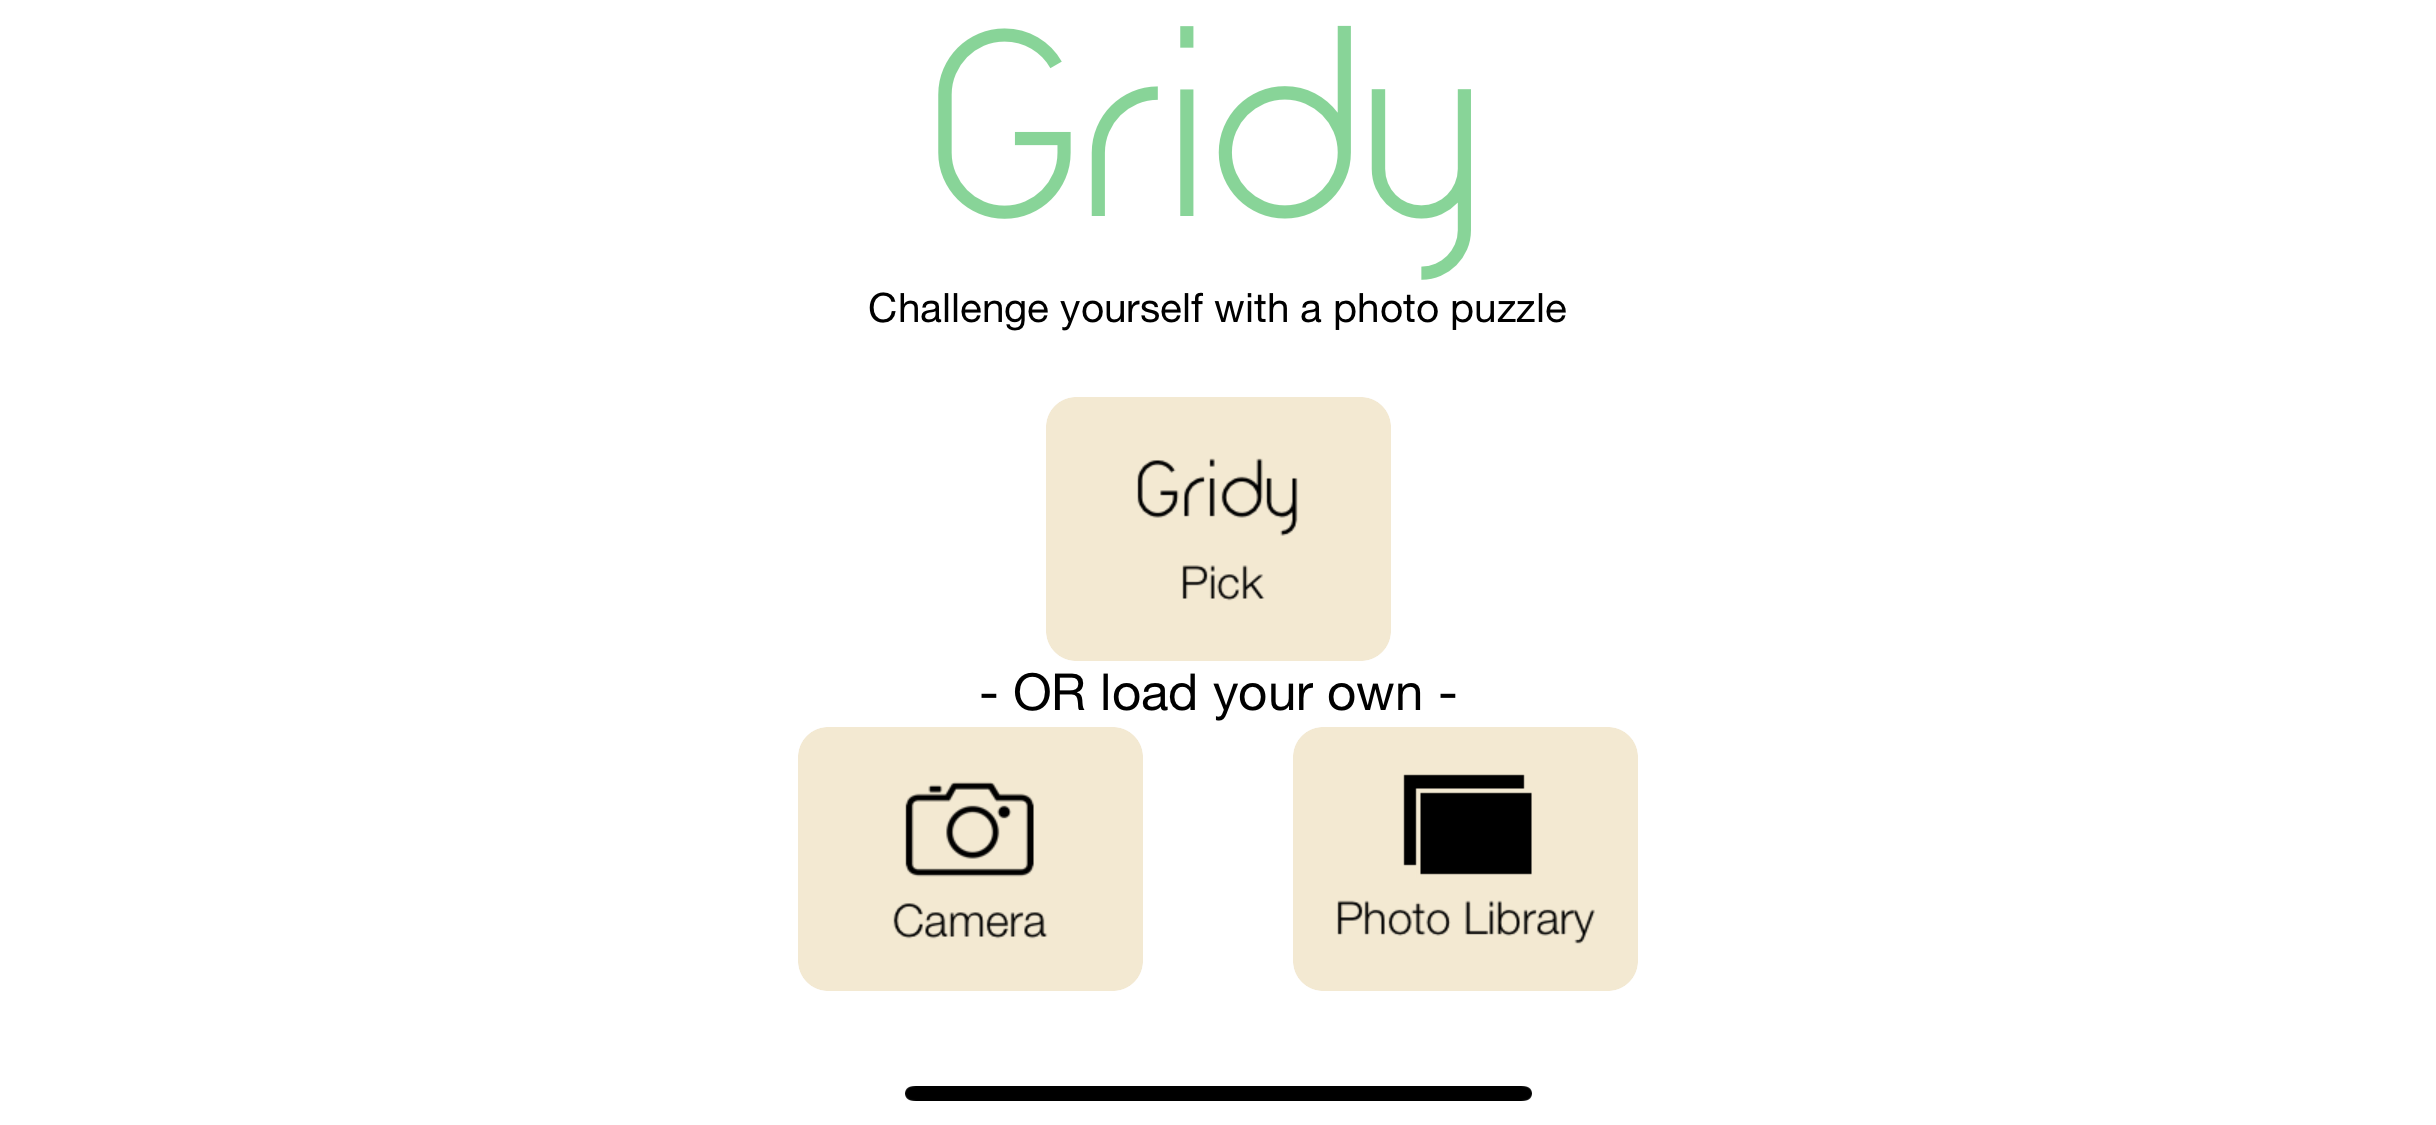 Gridy
Challenge yourself with a photo puzzle
Gridy
Pick
- OR load your own -
Camera
Photo Library